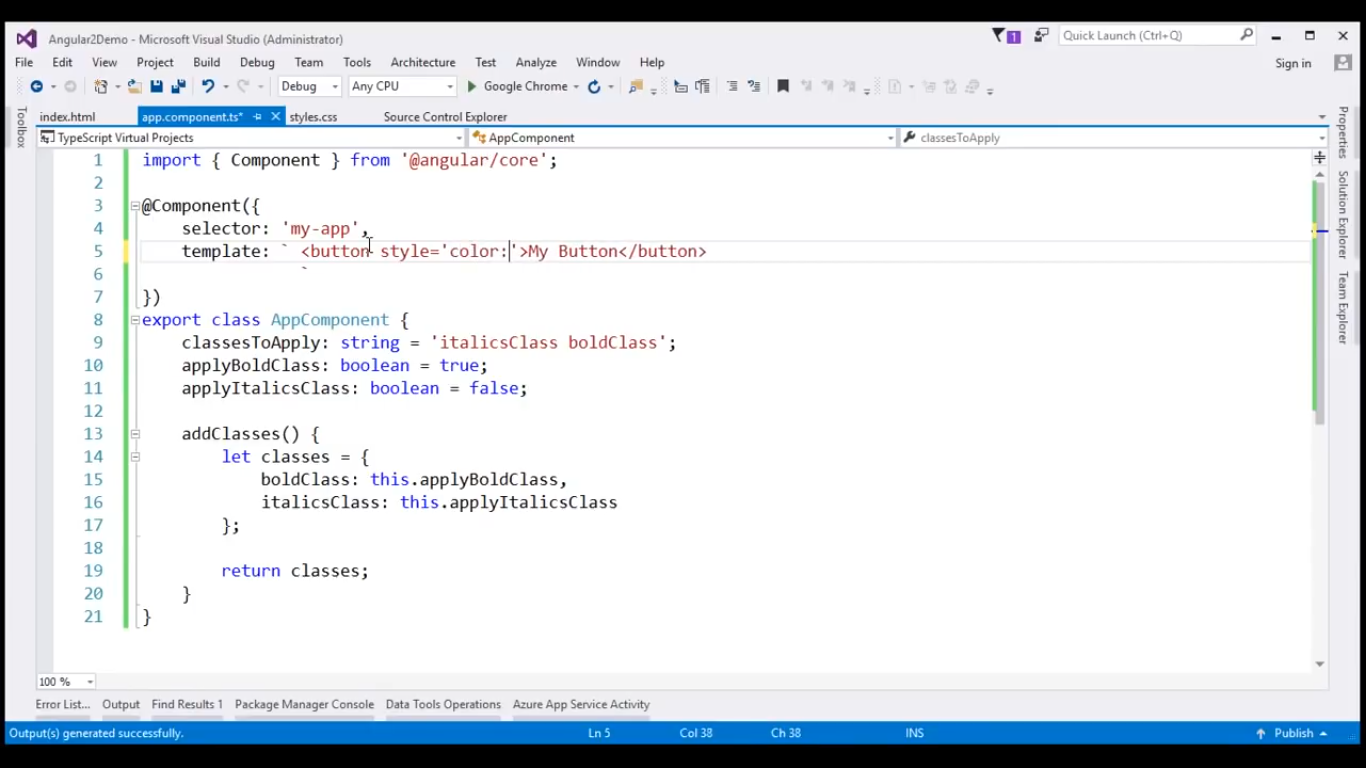 Angular2Demo - Microsoft Visual Studio (Administrator)
1
Quick Launch (Ctrl+Q)
File Edit View Project Build Debug Team Tools Architecture Test Analyze Window Help
Sign in
Debug Any CPU Google Chrome
index.html app.component.ts* styles.css Source Control Explorer
TypeScript Virtual Projects AppComponent classesToApply
Toolbox
Properties
Solution Explorer
Team Explorer
1 import { Component } from '@angular/core';
2
3 @Component({
4 selector: 'my-app',
5 template: ` <button style='color:'>My Button</button>
6 `
7 })
8 export class AppComponent {
9 classesToApply: string = 'italicsClass boldClass';
10 applyBoldClass: boolean = true;
11 applyItalicsClass: boolean = false;
12
13 addClasses() {
14 let classes = {
15 boldClass: this.applyBoldClass,
16 italicsClass: this.applyItalicsClass
17 };
18
19 return classes;
20 }
21 }
100 %
Error List... Output Find Results 1 Package Manager Console Data Tools Operations Azure App Service Activity
Output(s) generated successfully. Ln 5 Col 38 Ch 38 INS Publish